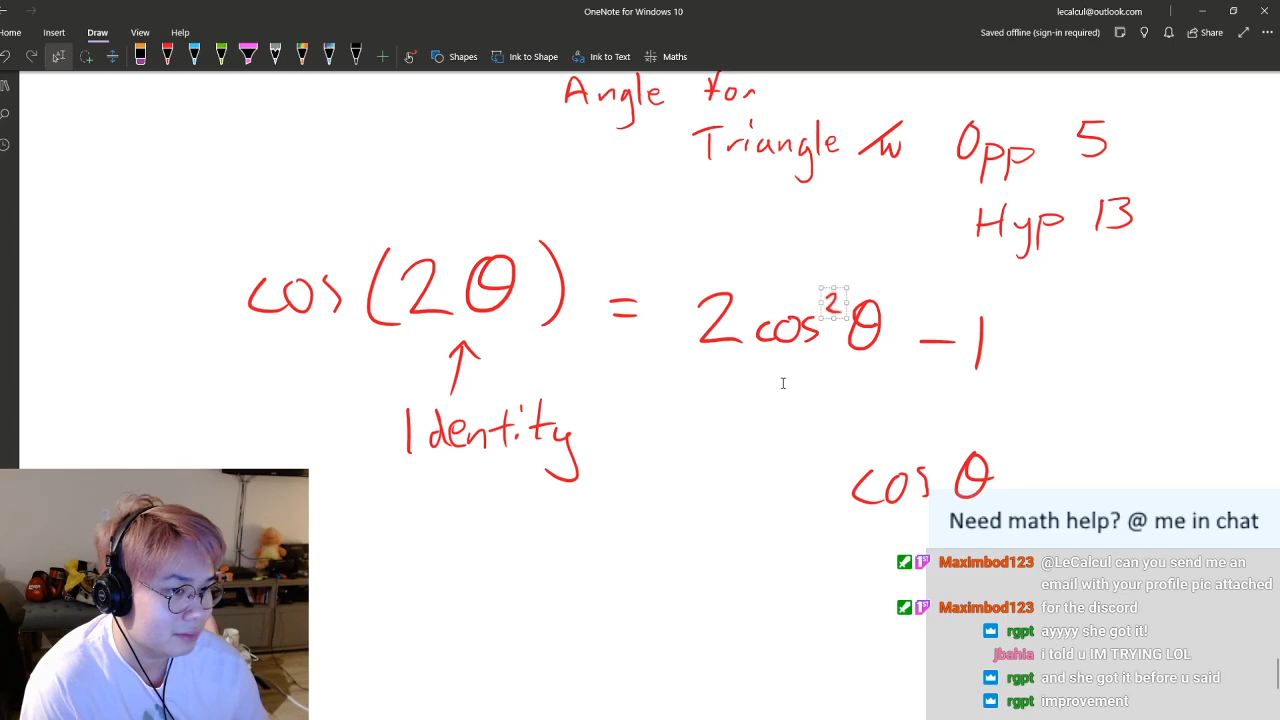 OneNote for Windows 10
lecalcul@outlook.com
Home Insert Draw View Help
Saved offline (sign-in required)
Share
Shapes Ink to Shape Ink to Text Maths
Angle for
Triangle w Opp 5
Hyp 13
cos(2θ) = 2cos²θ - 1
Identity
cos θ
Need math help? @ me in chat
Maximbod123 @LeCalcul can you send me an
email with your profile pic attached
Maximbod123 for the discord
rgpt ayyyy she got it!
jbahia i told u IM TRYING LOL
rgpt and she got it before u said
rgpt improvement